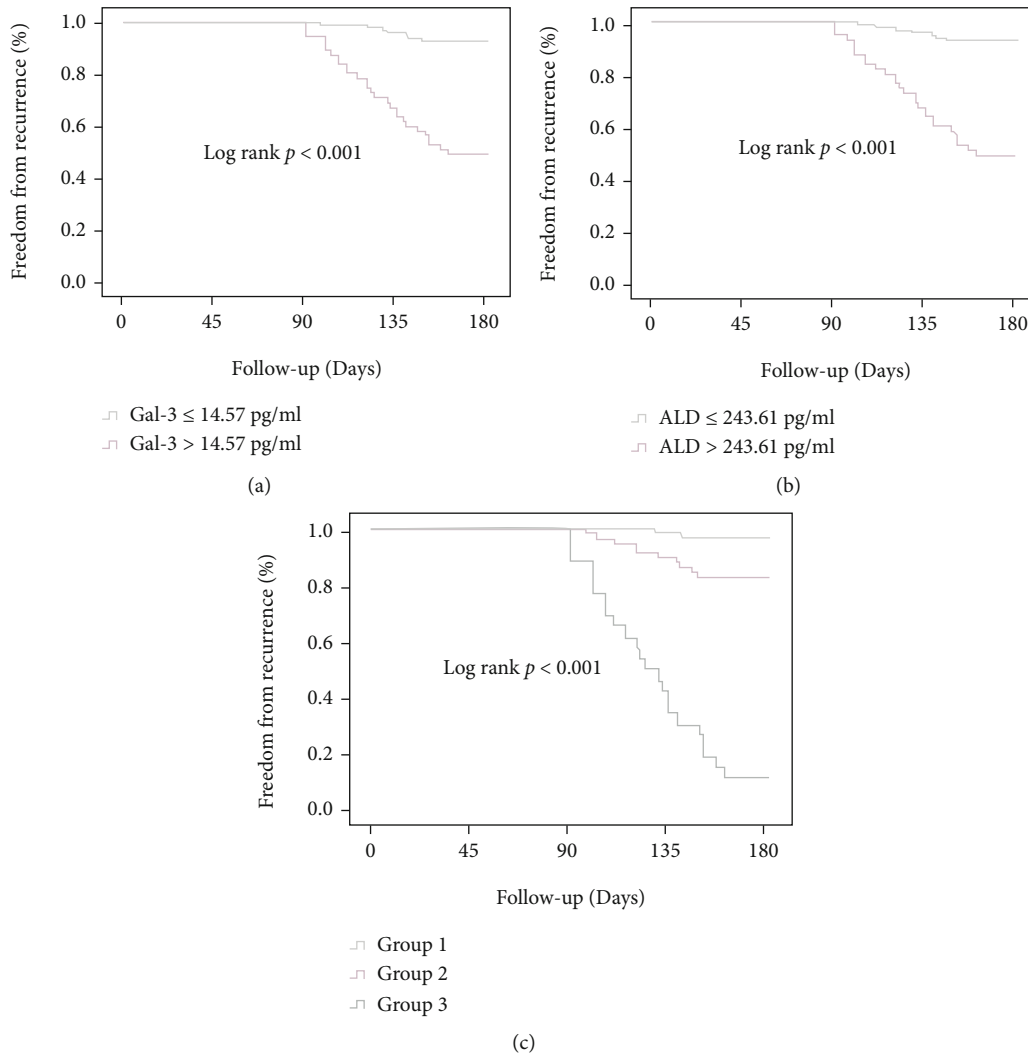 Freedom from recurrence (%)
1.0
0.8
0.6
0.4
0.2
0.0
Log rank p < 0.001
0 45 90 135 180
Follow-up (Days)
Gal-3 ≤ 14.57 pg/ml
Gal-3 > 14.57 pg/ml
(a)
Freedom from recurrence (%)
1.0
0.8
0.6
0.4
0.2
0.0
Log rank p < 0.001
0 45 90 135 180
Follow-up (Days)
ALD ≤ 243.61 pg/ml
ALD > 243.61 pg/ml
(b)
Freedom from recurrence (%)
1.0
0.8
0.6
0.4
0.2
0.0
Log rank p < 0.001
0 45 90 135 180
Follow-up (Days)
Group 1
Group 2
Group 3
(c)